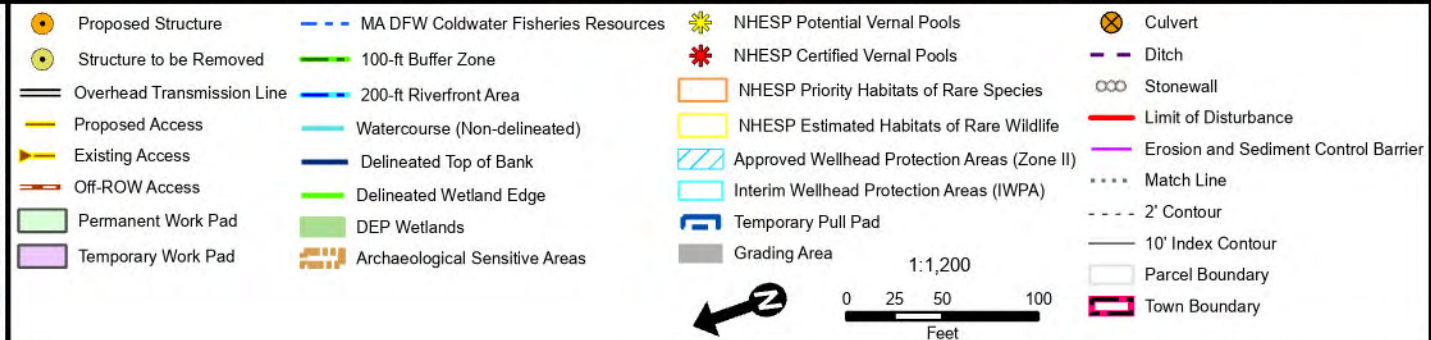 Proposed Structure
Structure to be Removed
Overhead Transmission Line
Proposed Access
Existing Access
Off-ROW Access
Permanent Work Pad
Temporary Work Pad
MA DFW Coldwater Fisheries Resources
100-ft Buffer Zone
200-ft Riverfront Area
Watercourse (Non-delineated)
Delineated Top of Bank
Delineated Wetland Edge
DEP Wetlands
Archaeological Sensitive Areas
NHESP Potential Vernal Pools
NHESP Certified Vernal Pools
NHESP Priority Habitats of Rare Species
NHESP Estimated Habitats of Rare Wildlife
Approved Wellhead Protection Areas (Zone II)
Interim Wellhead Protection Areas (IWPA)
Temporary Pull Pad
Grading Area
N
1:1,200
0 25 50 100
Feet
Culvert
Ditch
Stonewall
Limit of Disturbance
Erosion and Sediment Control Barrier
Match Line
2' Contour
10' Index Contour
Parcel Boundary
Town Boundary